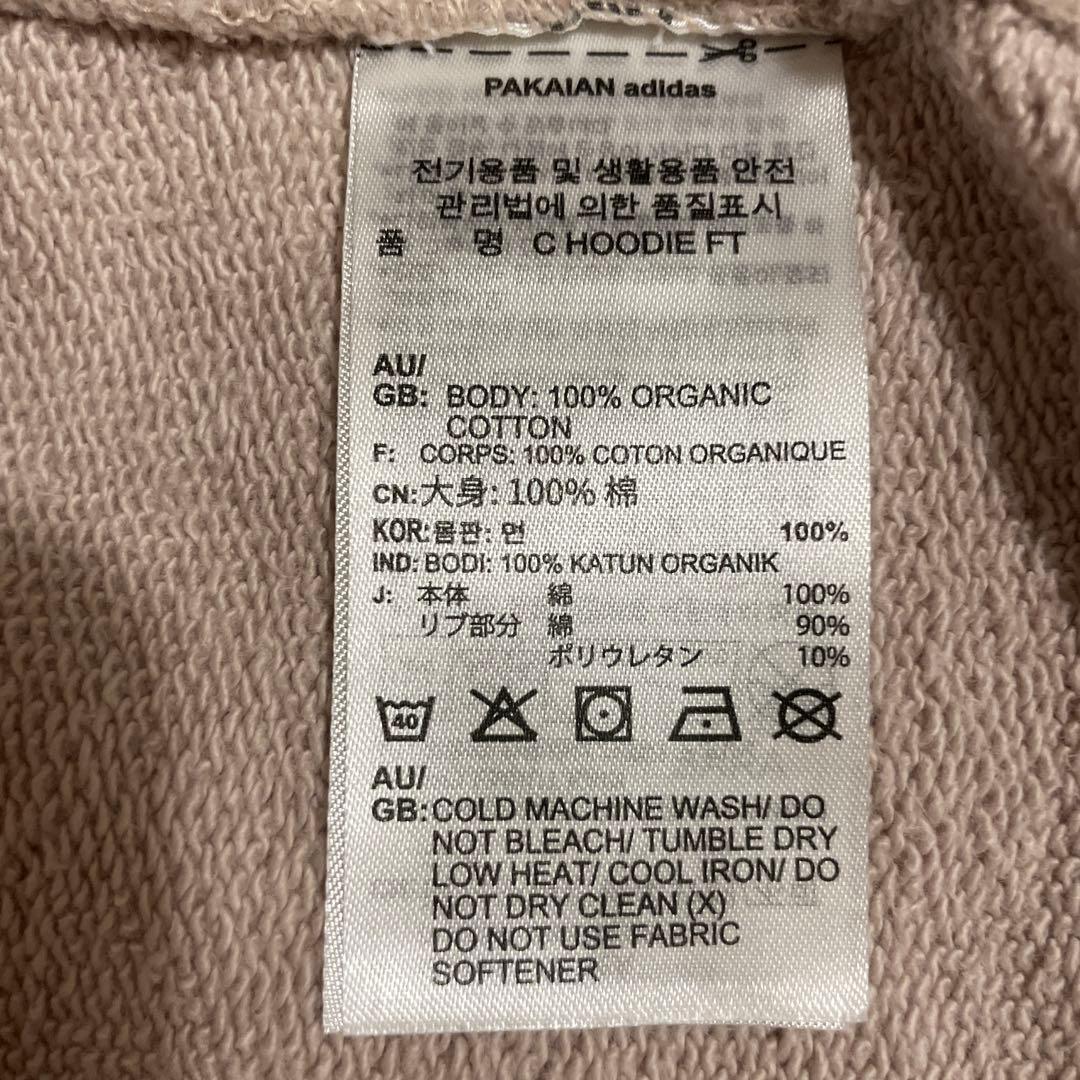 PAKAIAN adidas
전기용품 및 생활용품 안전
관리법에 의한 품질표시
품 명 C HOODIE FT
AU/
GB: BODY: 100% ORGANIC
COTTON
F: CORPS: 100% COTON ORGANIQUE
CN: 大身: 100% 棉
KOR: 몸판: 면 100%
IND: BODI: 100% KATUN ORGANIK
J: 本体 綿 100%
リブ部分 綿 90%
ポリウレタン 10%
40
AU/
GB: COLD MACHINE WASH/ DO
NOT BLEACH/ TUMBLE DRY
LOW HEAT/ COOL IRON/ DO
NOT DRY CLEAN (X)
DO NOT USE FABRIC
SOFTENER